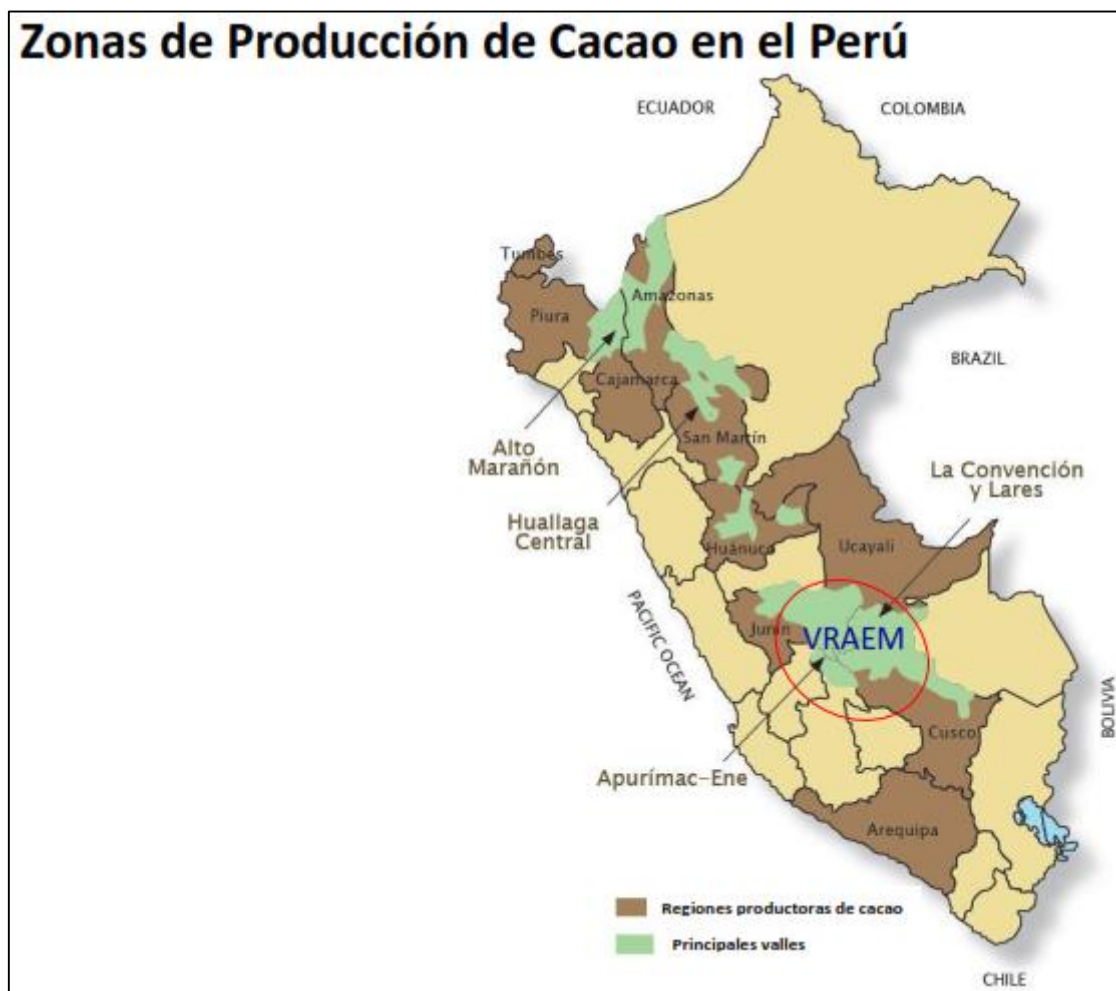 Zonas de Producción de Cacao en el Perú
ECUADOR
COLOMBIA
Tumbes
Amazonas
Piura
BRAZIL
Cajamarca
San Martín
Alto
Marañón
La Convención
y Lares
Huallaga
Central
Huánuco
Ucayali
PACIFIC OCEAN
Junín
VRAEM
BOLIVIA
Cusco
Apurímac-Ene
Arequipa
Regiones productoras de cacao
Principales valles
CHILE